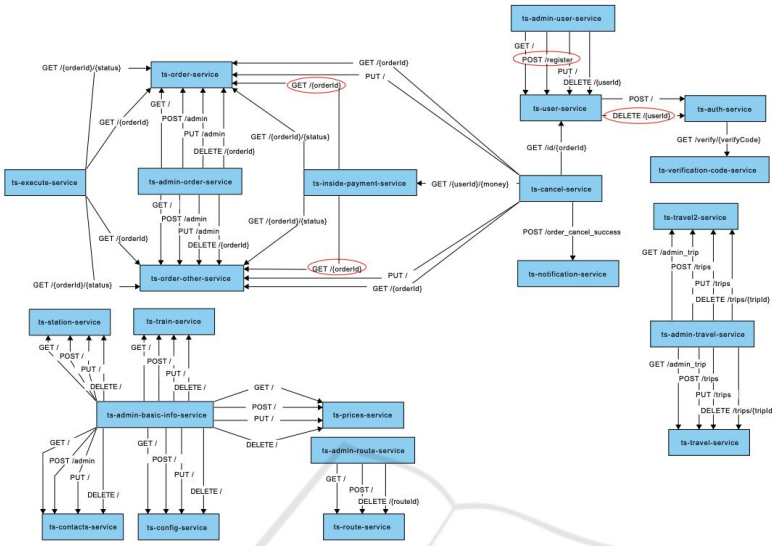 ts-admin-user-service
GET /
POST /register
PUT /
DELETE /{userId}
ts-user-service
POST /
DELETE /{userId}
ts-auth-service
GET /verify/{verifyCode}
ts-verification-code-service
GET /id/{orderId}
ts-order-service
GET /{orderId}/{status}
GET /{orderId}
GET /{orderId}
PUT /
GET /{orderId}
GET /
POST /admin
PUT /admin
DELETE /{orderId}
GET /{orderId}/{status}
ts-execute-service
ts-admin-order-service
ts-inside-payment-service
GET /{userId}/{money}
ts-cancel-service
GET /
POST /admin
PUT /admin
DELETE /{orderId}
GET /{orderId}/{status}
GET /{orderId}
GET /{orderId}/{status}
ts-order-other-service
GET /{orderId}
PUT /
GET /{orderId}
POST /order_cancel_success
ts-notification-service
ts-travel2-service
GET /admin_trip
POST /trips
PUT /trips
DELETE /trips/{tripId}
ts-admin-travel-service
GET /admin_trip
POST /trips
PUT /trips
DELETE /trips/{tripId
ts-travel-service
ts-station-service
GET /
POST /
PUT /
DELETE /
ts-train-service
GET /
POST /
PUT /
DELETE /
ts-admin-basic-info-service
GET /
POST /
PUT /
DELETE /
ts-prices-service
GET /
POST /admin
PUT /
DELETE /
ts-contacts-service
GET /
POST /
PUT /
DELETE /
ts-config-service
ts-admin-route-service
GET /
POST /
DELETE /{routeId}
ts-route-service